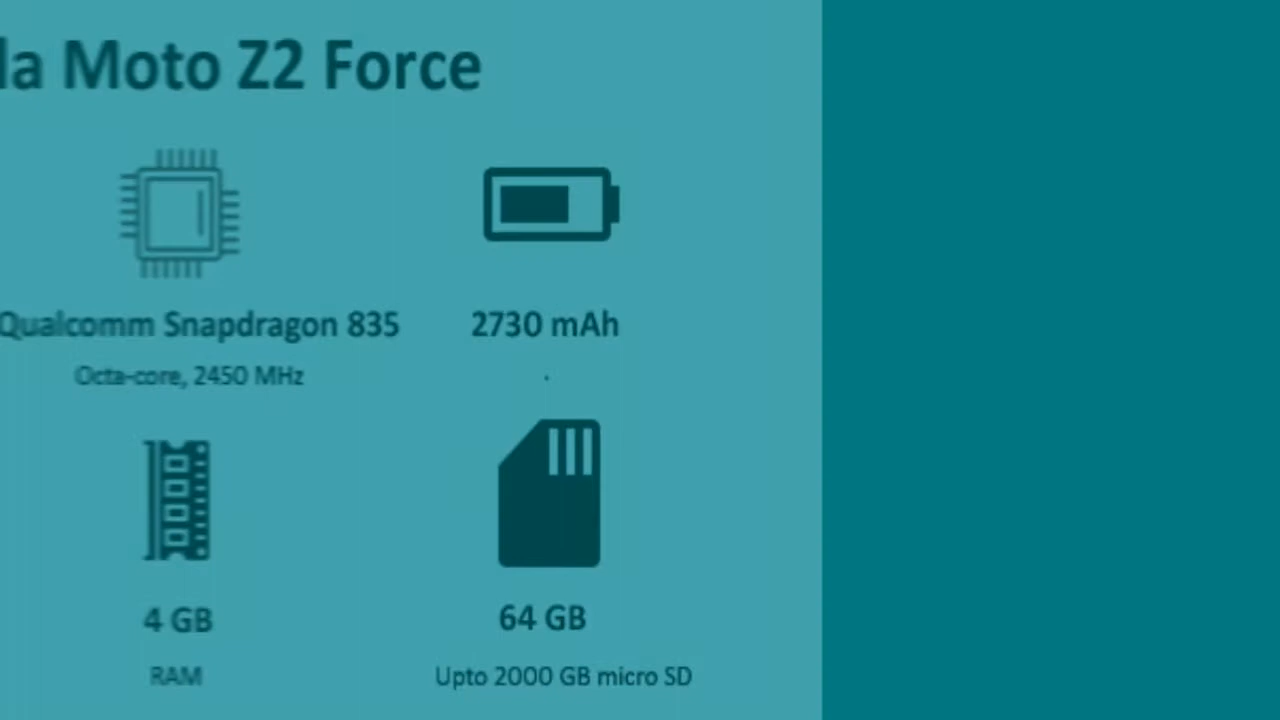 la Moto Z2 Force
Qualcomm Snapdragon 835
2730 mAh
Octa-core, 2450 MHz
4 GB
64 GB
RAM
Upto 2000 GB micro SD